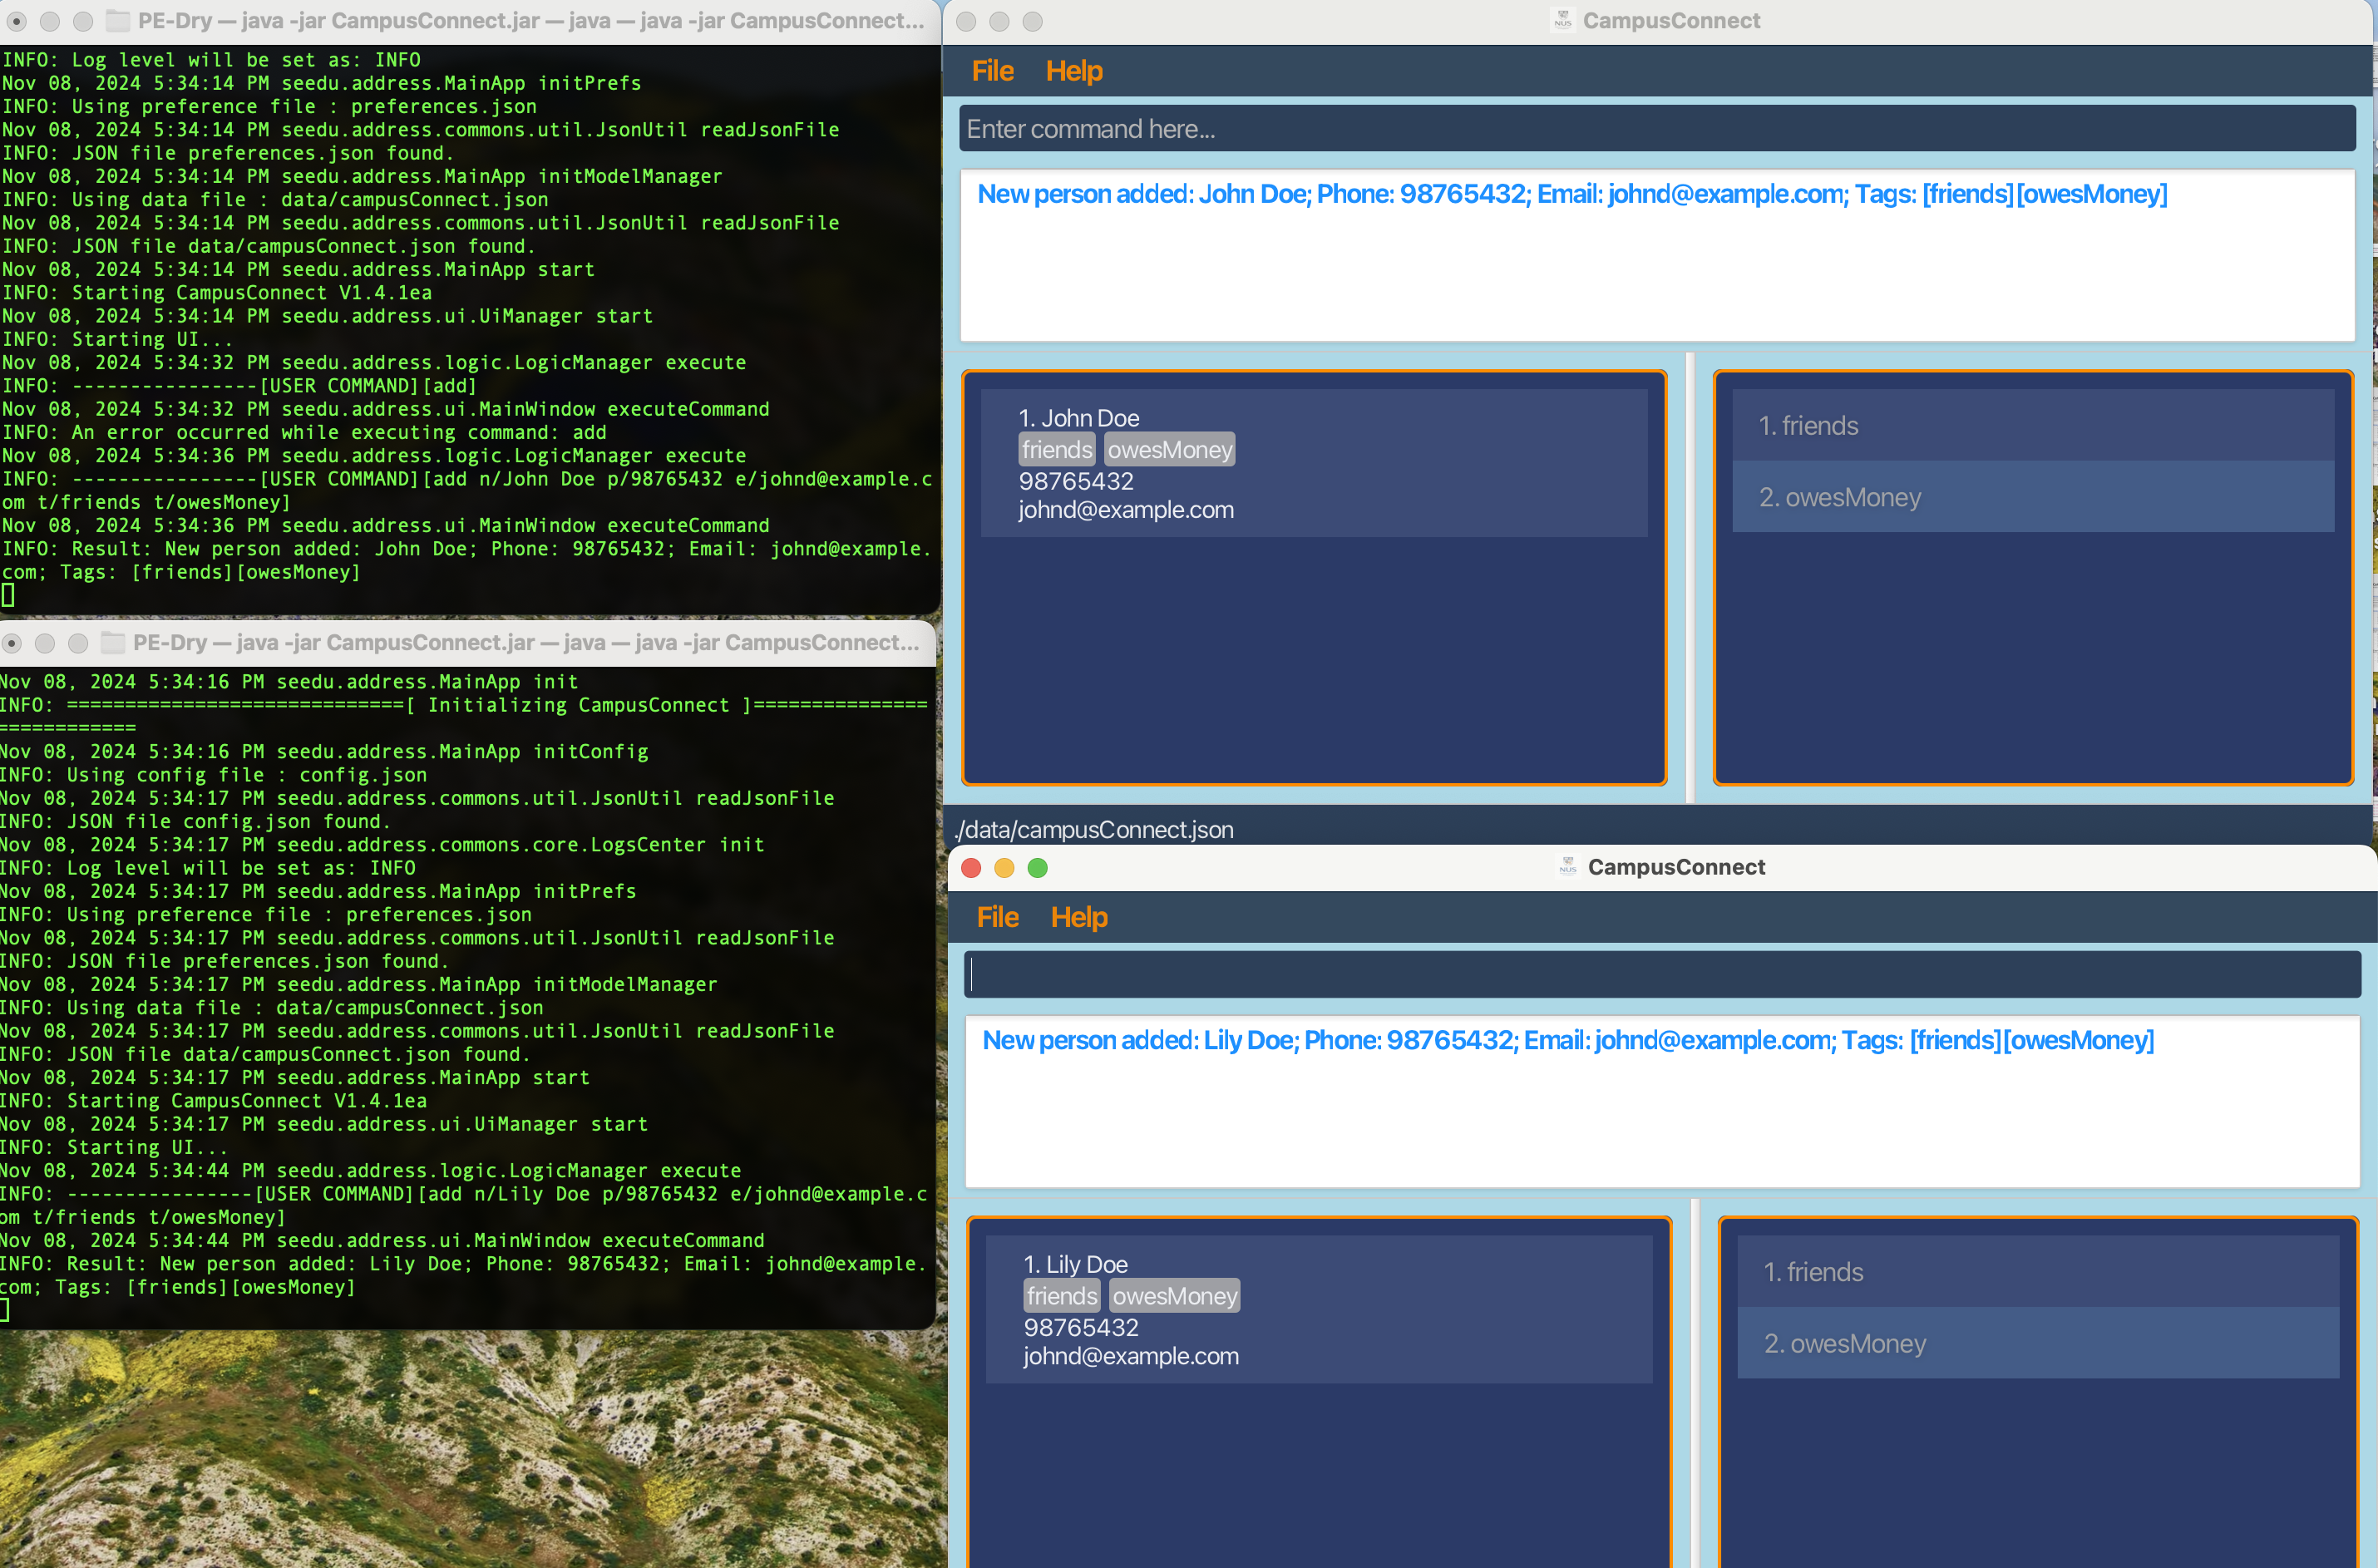 PE-Dry — java -jar CampusConnect.jar — java — java -jar CampusConnect...
INFO: Log level will be set as: INFO
Nov 08, 2024 5:34:14 PM seedu.address.MainApp initPrefs
INFO: Using preference file : preferences.json
Nov 08, 2024 5:34:14 PM seedu.address.commons.util.JsonUtil readJsonFile
INFO: JSON file preferences.json found.
Nov 08, 2024 5:34:14 PM seedu.address.MainApp initModelManager
INFO: Using data file : data/campusConnect.json
Nov 08, 2024 5:34:14 PM seedu.address.commons.util.JsonUtil readJsonFile
INFO: JSON file data/campusConnect.json found.
Nov 08, 2024 5:34:14 PM seedu.address.MainApp start
INFO: Starting CampusConnect V1.4.1ea
Nov 08, 2024 5:34:14 PM seedu.address.ui.UiManager start
INFO: Starting UI...
Nov 08, 2024 5:34:32 PM seedu.address.logic.LogicManager execute
INFO: ----------------[USER COMMAND][add]
Nov 08, 2024 5:34:32 PM seedu.address.ui.MainWindow executeCommand
INFO: An error occurred while executing command: add
Nov 08, 2024 5:34:36 PM seedu.address.logic.LogicManager execute
INFO: ----------------[USER COMMAND][add n/John Doe p/98765432 e/johnd@example.c
om t/friends t/owesMoney]
Nov 08, 2024 5:34:36 PM seedu.address.ui.MainWindow executeCommand
INFO: Result: New person added: John Doe; Phone: 98765432; Email: johnd@example.
com; Tags: [friends][owesMoney]
PE-Dry — java -jar CampusConnect.jar — java — java -jar CampusConnect...
Nov 08, 2024 5:34:16 PM seedu.address.MainApp init
INFO: =============================[ Initializing CampusConnect ]===============
============
Nov 08, 2024 5:34:16 PM seedu.address.MainApp initConfig
INFO: Using config file : config.json
Nov 08, 2024 5:34:17 PM seedu.address.commons.util.JsonUtil readJsonFile
INFO: JSON file config.json found.
Nov 08, 2024 5:34:17 PM seedu.address.commons.core.LogsCenter init
INFO: Log level will be set as: INFO
Nov 08, 2024 5:34:17 PM seedu.address.MainApp initPrefs
INFO: Using preference file : preferences.json
Nov 08, 2024 5:34:17 PM seedu.address.commons.util.JsonUtil readJsonFile
INFO: JSON file preferences.json found.
Nov 08, 2024 5:34:17 PM seedu.address.MainApp initModelManager
INFO: Using data file : data/campusConnect.json
Nov 08, 2024 5:34:17 PM seedu.address.commons.util.JsonUtil readJsonFile
INFO: JSON file data/campusConnect.json found.
Nov 08, 2024 5:34:17 PM seedu.address.MainApp start
INFO: Starting CampusConnect V1.4.1ea
Nov 08, 2024 5:34:17 PM seedu.address.ui.UiManager start
INFO: Starting UI...
Nov 08, 2024 5:34:44 PM seedu.address.logic.LogicManager execute
INFO: ----------------[USER COMMAND][add n/Lily Doe p/98765432 e/johnd@example.c
om t/friends t/owesMoney]
Nov 08, 2024 5:34:44 PM seedu.address.ui.MainWindow executeCommand
INFO: Result: New person added: Lily Doe; Phone: 98765432; Email: johnd@example.
com; Tags: [friends][owesMoney]
NUS CampusConnect
File Help
Enter command here...
New person added: John Doe; Phone: 98765432; Email: johnd@example.com; Tags: [friends][owesMoney]
1. John Doe
friends owesMoney
98765432
johnd@example.com
1. friends
2. owesMoney
./data/campusConnect.json
NUS CampusConnect
File Help
New person added: Lily Doe; Phone: 98765432; Email: johnd@example.com; Tags: [friends][owesMoney]
1. Lily Doe
friends owesMoney
98765432
johnd@example.com
1. friends
2. owesMoney